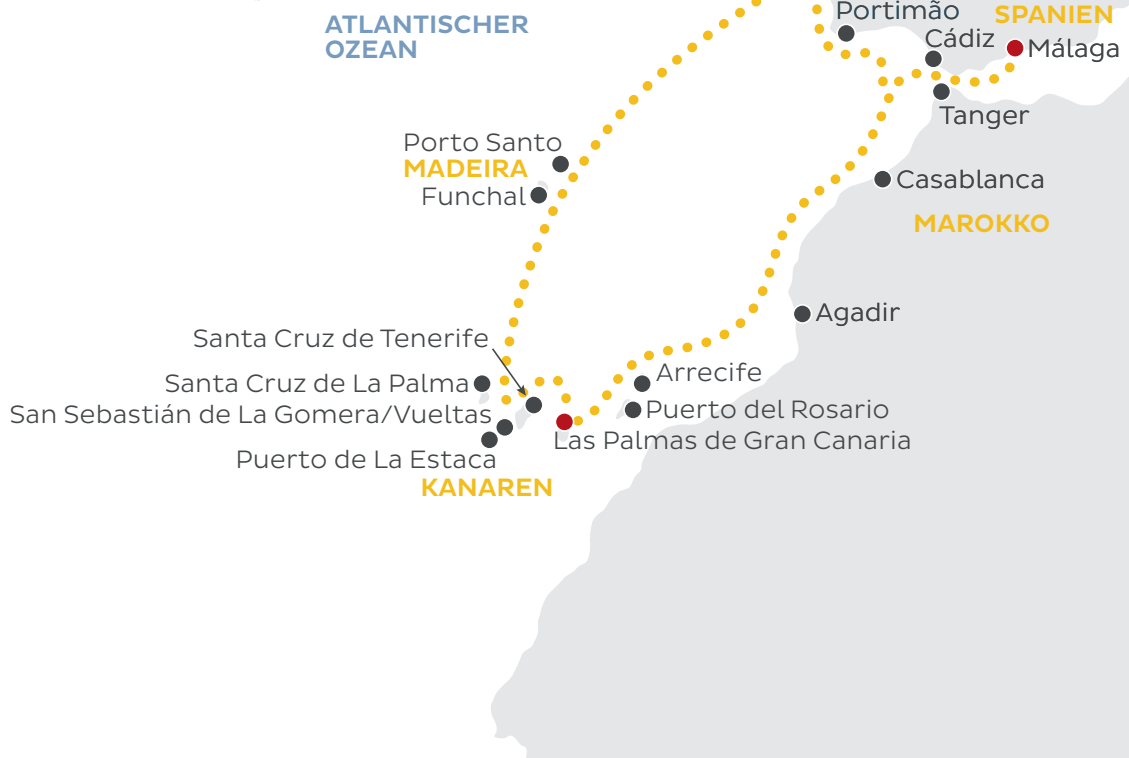 Portimão
SPANIEN
ATLANTISCHER
OZEAN
Cádiz
Málaga
Tanger
Porto Santo
MADEIRA
Funchal
Casablanca
MAROKKO
Agadir
Santa Cruz de Tenerife
Arrecife
Santa Cruz de La Palma
Puerto del Rosario
San Sebastián de La Gomera/Vueltas
Las Palmas de Gran Canaria
Puerto de La Estaca
KANAREN